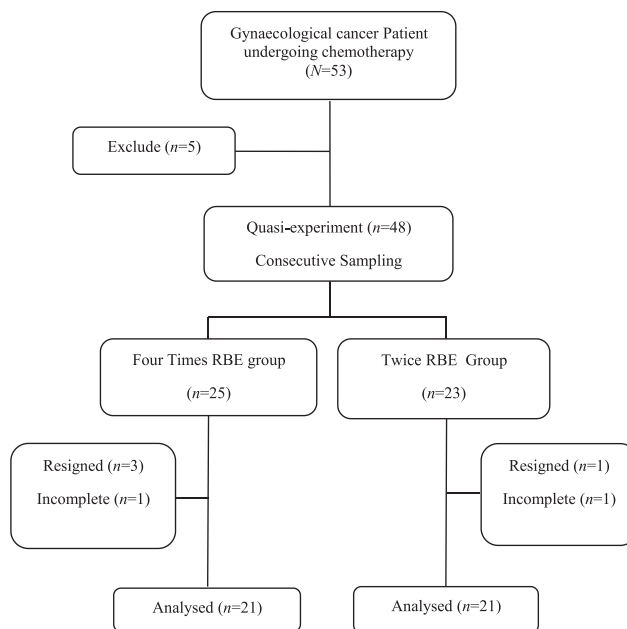 Gynaecological cancer Patient
undergoing chemotherapy
(N=53)
Exclude (n=5)
Quasi-experiment (n=48)
Consecutive Sampling
Four Times RBE group
(n=25)
Twice RBE Group
(n=23)
Resigned (n=3)
Incomplete (n=1)
Resigned (n=1)
Incomplete (n=1)
Analysed (n=21)
Analysed (n=21)